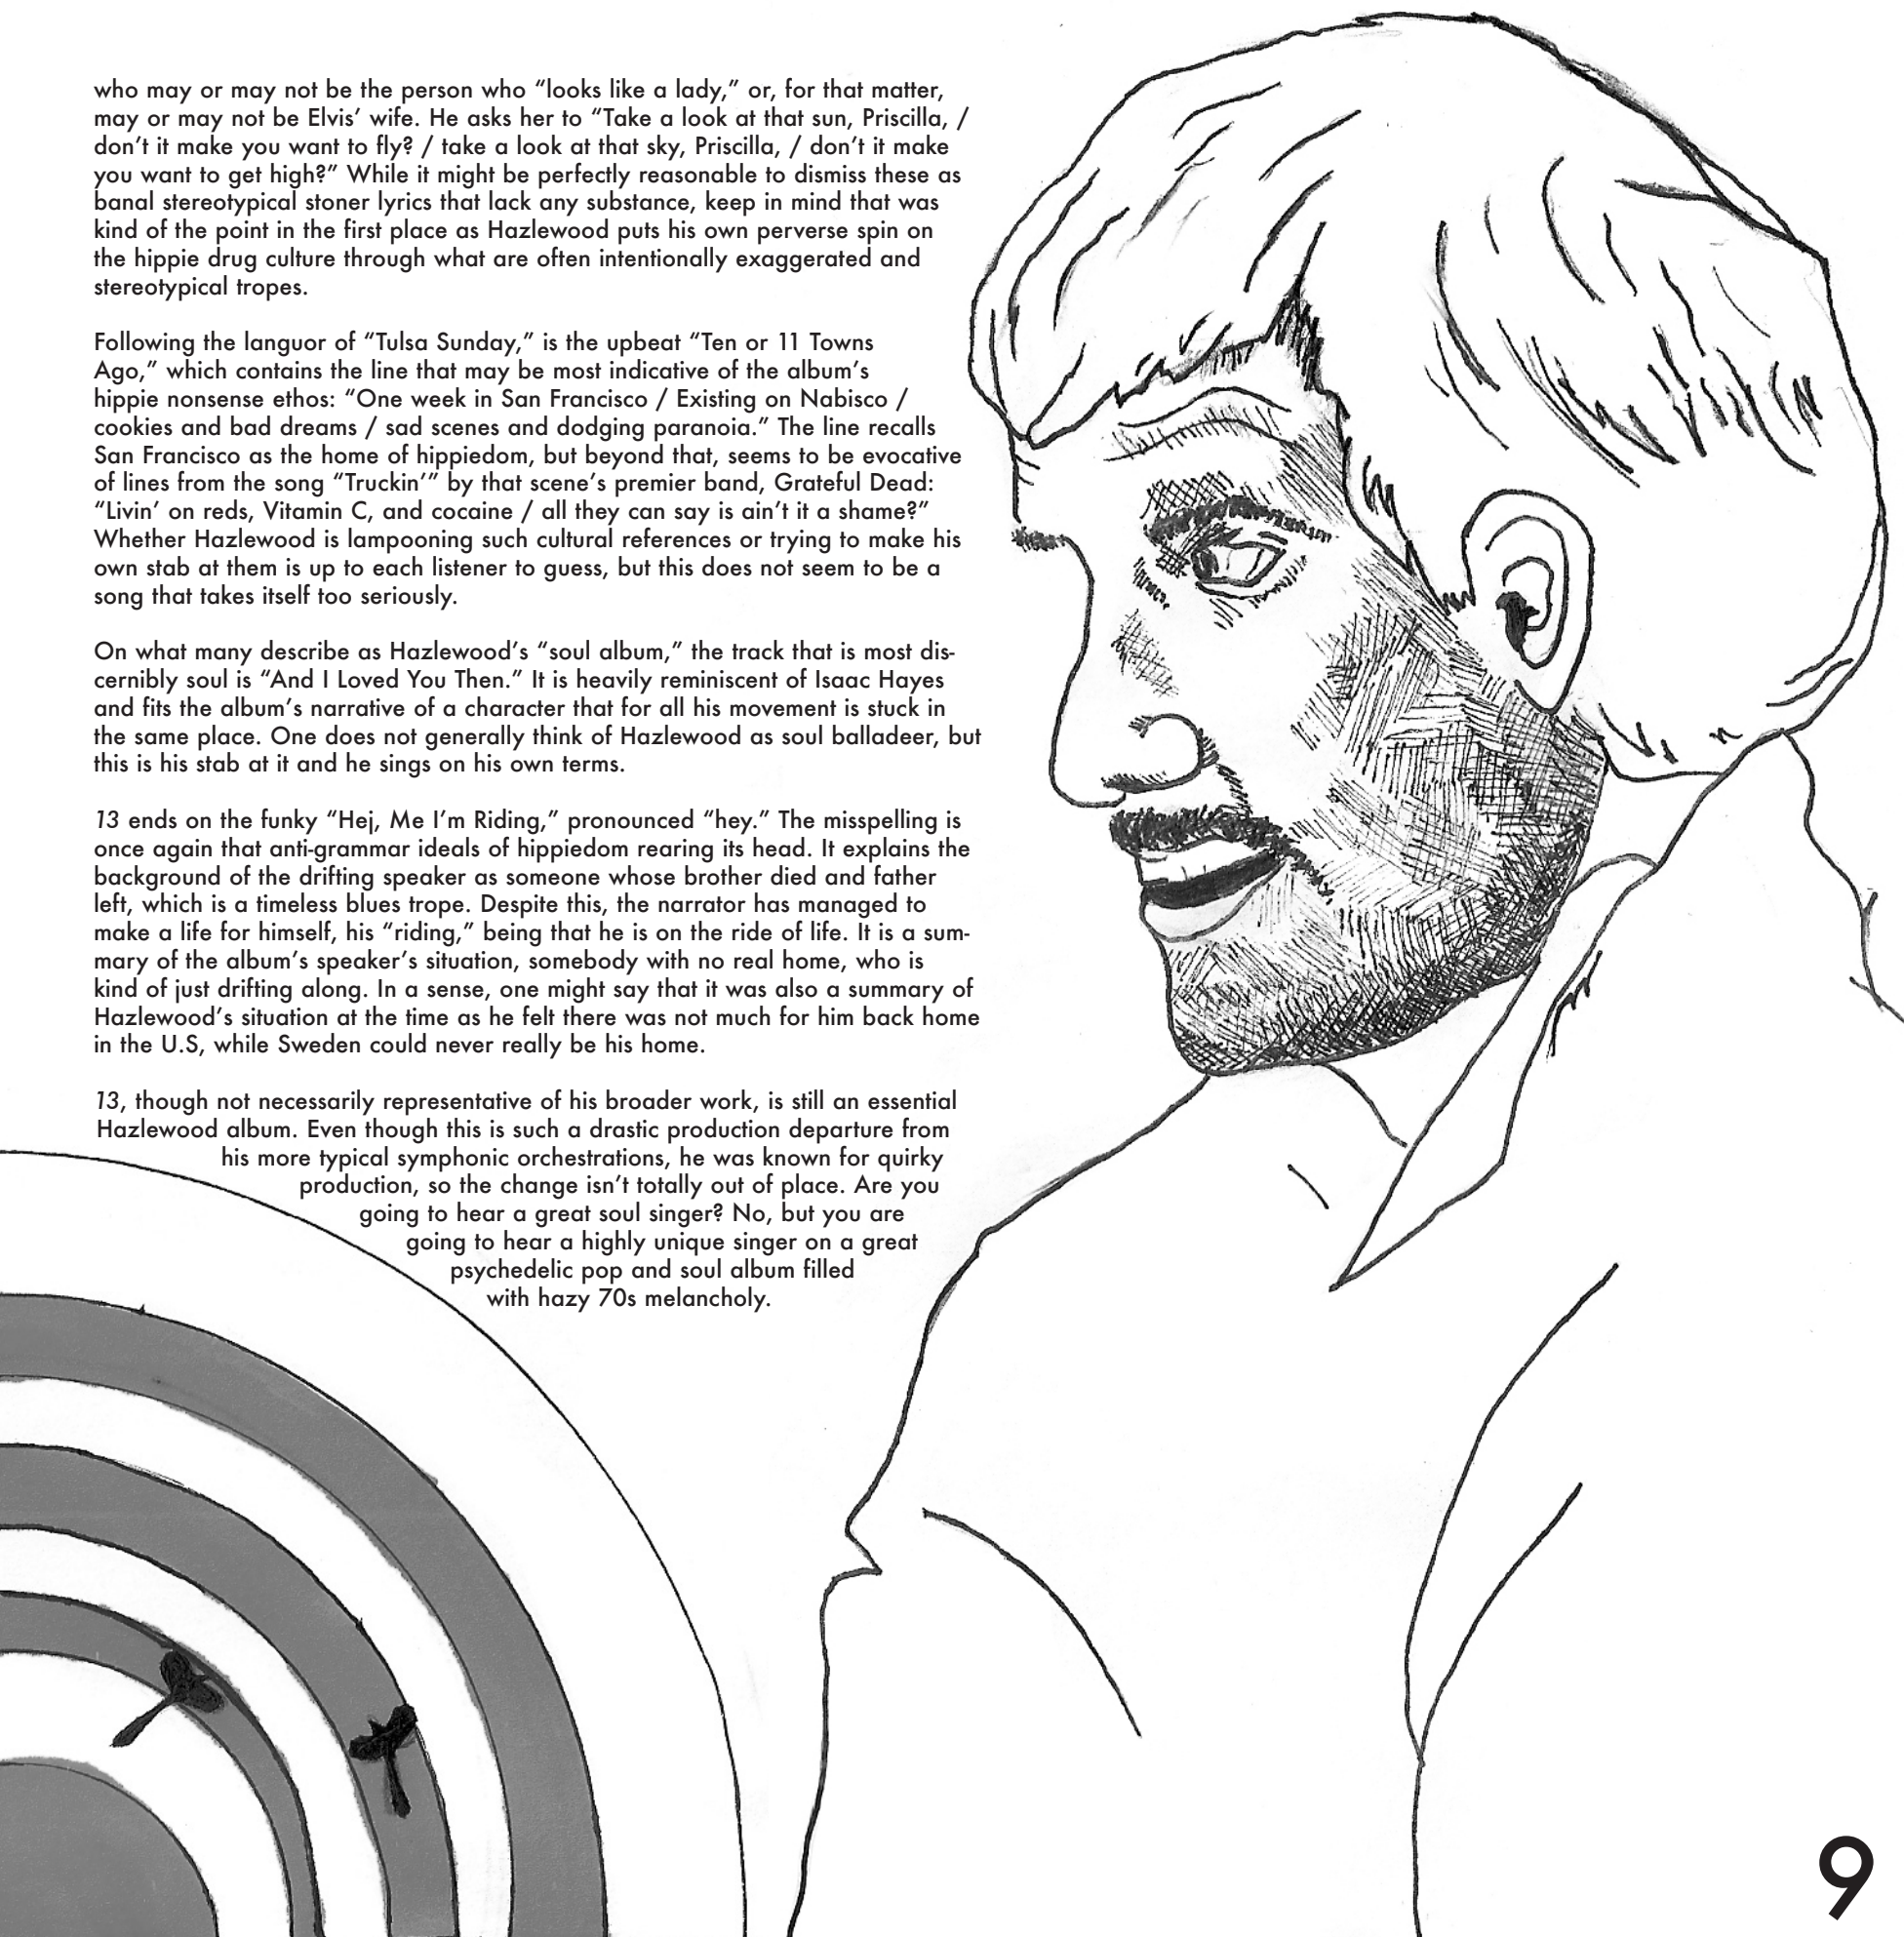 who may or may not be the person who “looks like a lady,” or, for that matter,
may or may not be Elvis’ wife. He asks her to “Take a look at that sun, Priscilla, /
don’t it make you want to fly? / take a look at that sky, Priscilla, / don’t it make
you want to get high?” While it might be perfectly reasonable to dismiss these as
banal stereotypical stoner lyrics that lack any substance, keep in mind that was
kind of the point in the first place as Hazlewood puts his own perverse spin on
the hippie drug culture through what are often intentionally exaggerated and
stereotypical tropes.
Following the languor of “Tulsa Sunday,” is the upbeat “Ten or 11 Towns
Ago,” which contains the line that may be most indicative of the album’s
hippie nonsense ethos: “One week in San Francisco / Existing on Nabisco /
cookies and bad dreams / sad scenes and dodging paranoia.” The line recalls
San Francisco as the home of hippiedom, but beyond that, seems to be evocative
of lines from the song “Truckin’” by that scene’s premier band, Grateful Dead:
“Livin’ on reds, Vitamin C, and cocaine / all they can say is ain’t it a shame?”
Whether Hazlewood is lampooning such cultural references or trying to make his
own stab at them is up to each listener to guess, but this does not seem to be a
song that takes itself too seriously.
On what many describe as Hazlewood’s “soul album,” the track that is most dis-
cernibly soul is “And I Loved You Then.” It is heavily reminiscent of Isaac Hayes
and fits the album’s narrative of a character that for all his movement is stuck in
the same place. One does not generally think of Hazlewood as soul balladeer, but
this is his stab at it and he sings on his own terms.
13 ends on the funky “Hej, Me I’m Riding,” pronounced “hey.” The misspelling is
once again that anti-grammar ideals of hippiedom rearing its head. It explains the
background of the drifting speaker as someone whose brother died and father
left, which is a timeless blues trope. Despite this, the narrator has managed to
make a life for himself, his “riding,” being that he is on the ride of life. It is a sum-
mary of the album’s speaker’s situation, somebody with no real home, who is
kind of just drifting along. In a sense, one might say that it was also a summary of
Hazlewood’s situation at the time as he felt there was not much for him back home
in the U.S, while Sweden could never really be his home.
13, though not necessarily representative of his broader work, is still an essential
Hazlewood album. Even though this is such a drastic production departure from
his more typical symphonic orchestrations, he was known for quirky
production, so the change isn’t totally out of place. Are you
going to hear a great soul singer? No, but you are
going to hear a highly unique singer on a great
psychedelic pop and soul album filled
with hazy 70s melancholy.
9